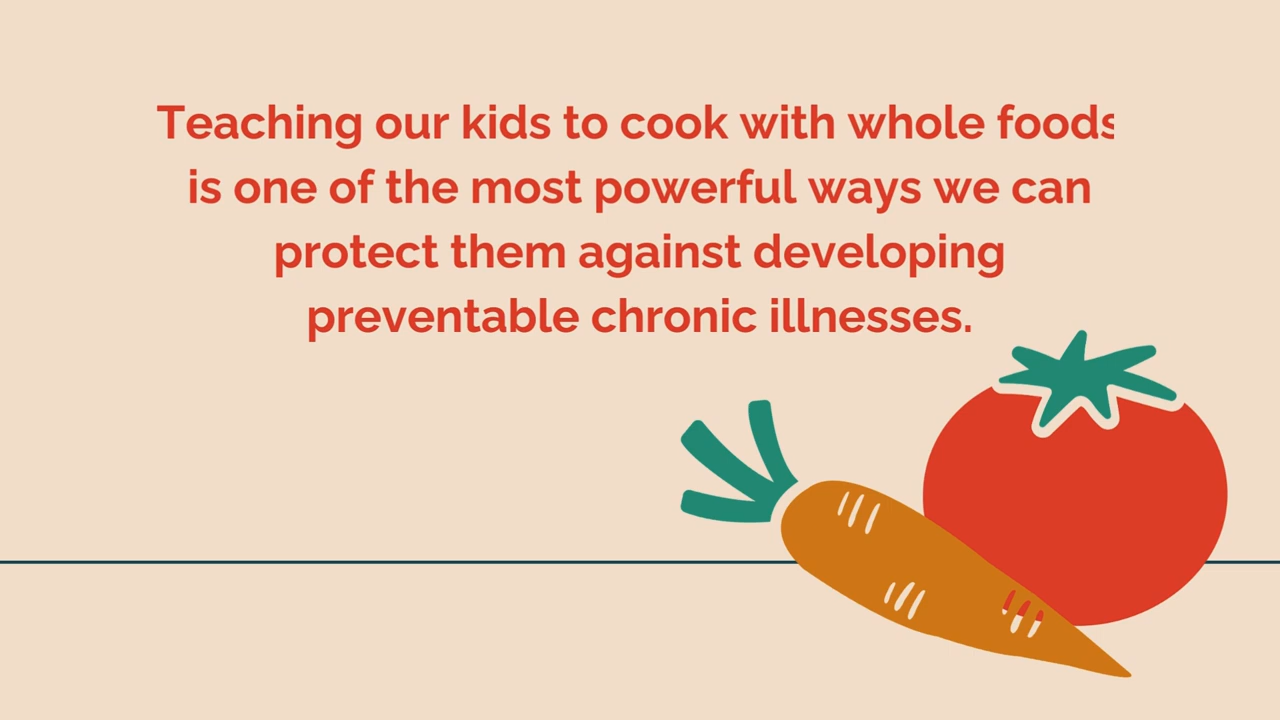 Teaching our kids to cook with whole foods
is one of the most powerful ways we can
protect them against developing
preventable chronic illnesses.